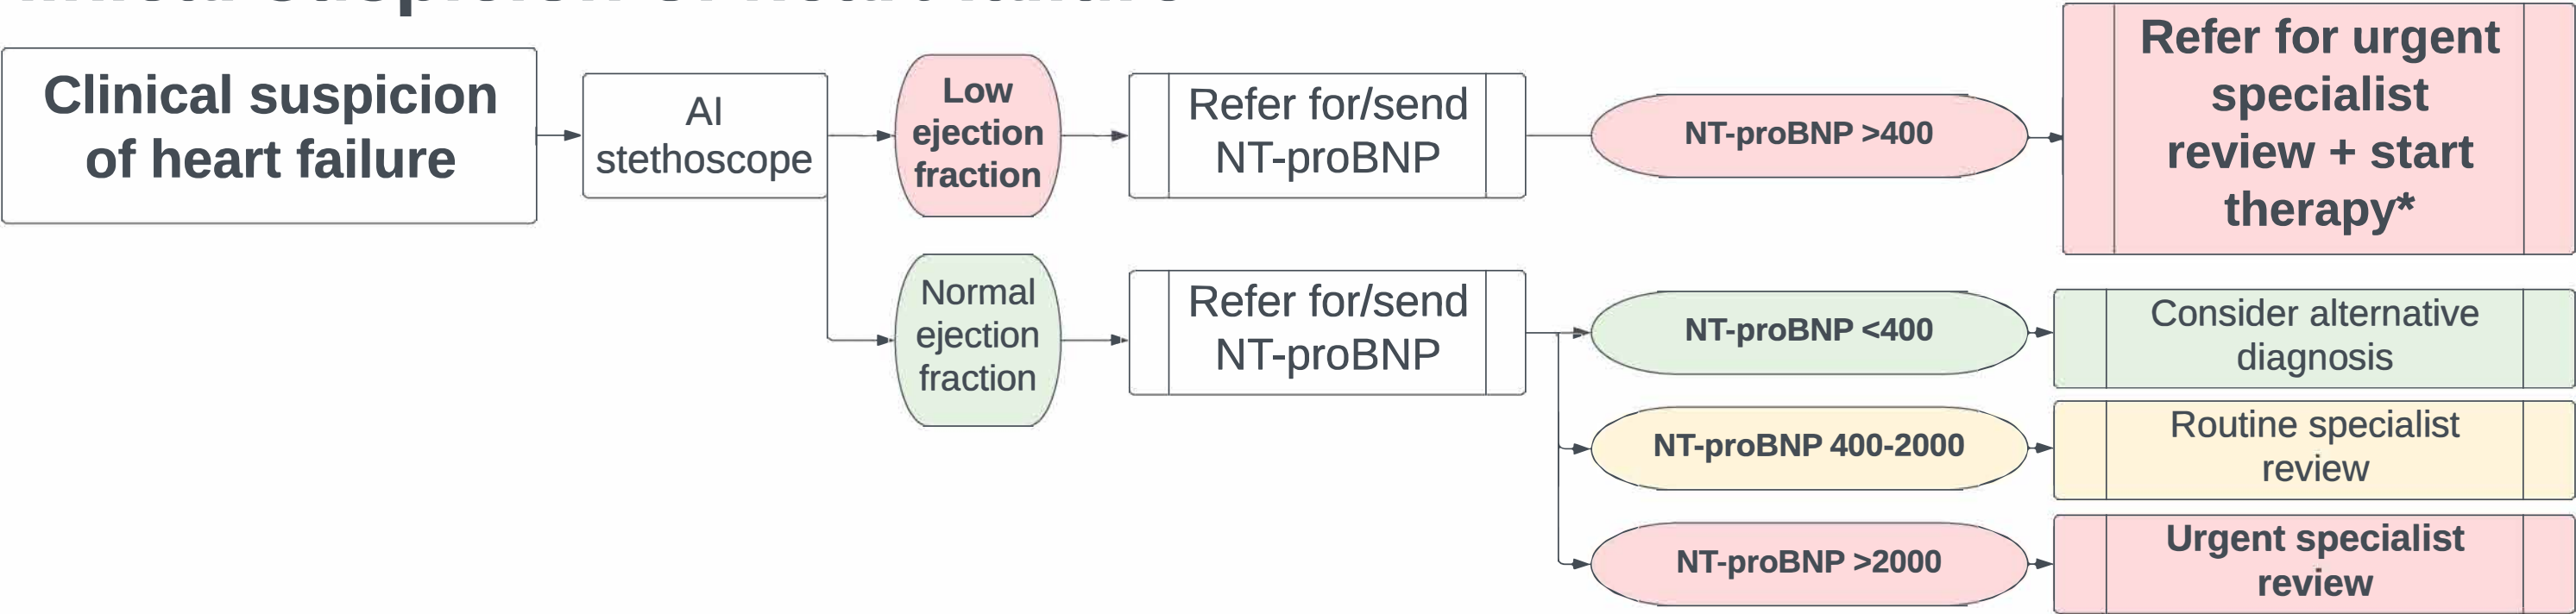 Clinical suspicion
of heart failure
AI
stethoscope
Low
ejection
fraction
Refer for/send
NT-proBNP
NT-proBNP >400
Refer for urgent
specialist
review + start
therapy*
Normal
ejection
fraction
Refer for/send
NT-proBNP
NT-proBNP <400
Consider alternative
diagnosis
NT-proBNP 400-2000
Routine specialist
review
NT-proBNP >2000
Urgent specialist
review